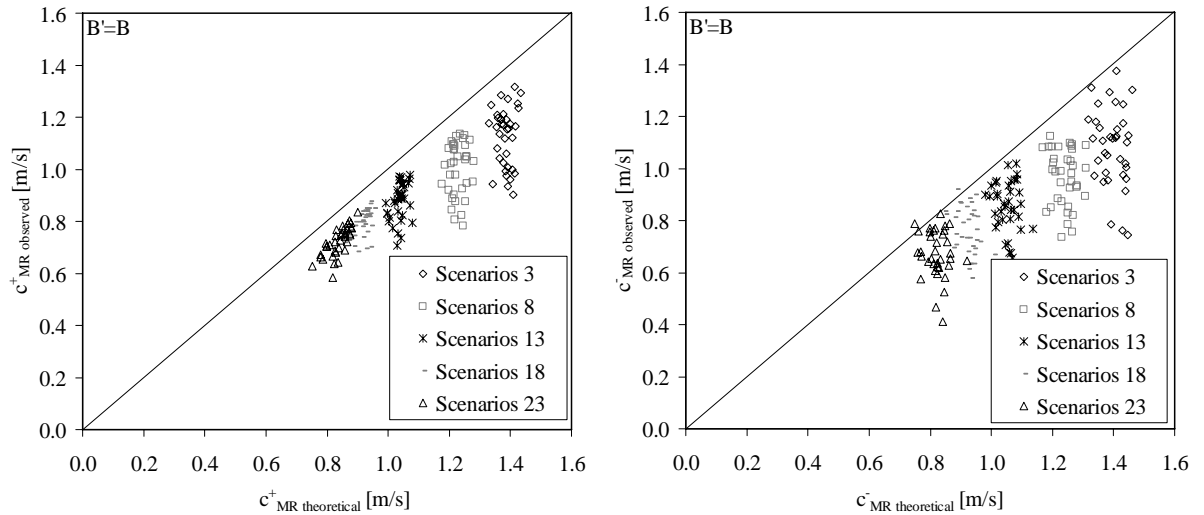 B'=B
1.6
1.4
1.2
1.0
0.8
0.6
0.4
0.2
0.0
c⁺MR observed [m/s]
Scenarios 3
Scenarios 8
Scenarios 13
Scenarios 18
Scenarios 23
0.0 0.2 0.4 0.6 0.8 1.0 1.2 1.4 1.6
c⁺MR theoretical [m/s]
B'=B
1.6
1.4
1.2
1.0
0.8
0.6
0.4
0.2
0.0
c⁻MR observed [m/s]
Scenarios 3
Scenarios 8
Scenarios 13
Scenarios 18
Scenarios 23
0.0 0.2 0.4 0.6 0.8 1.0 1.2 1.4 1.6
c⁻MR theoretical [m/s]